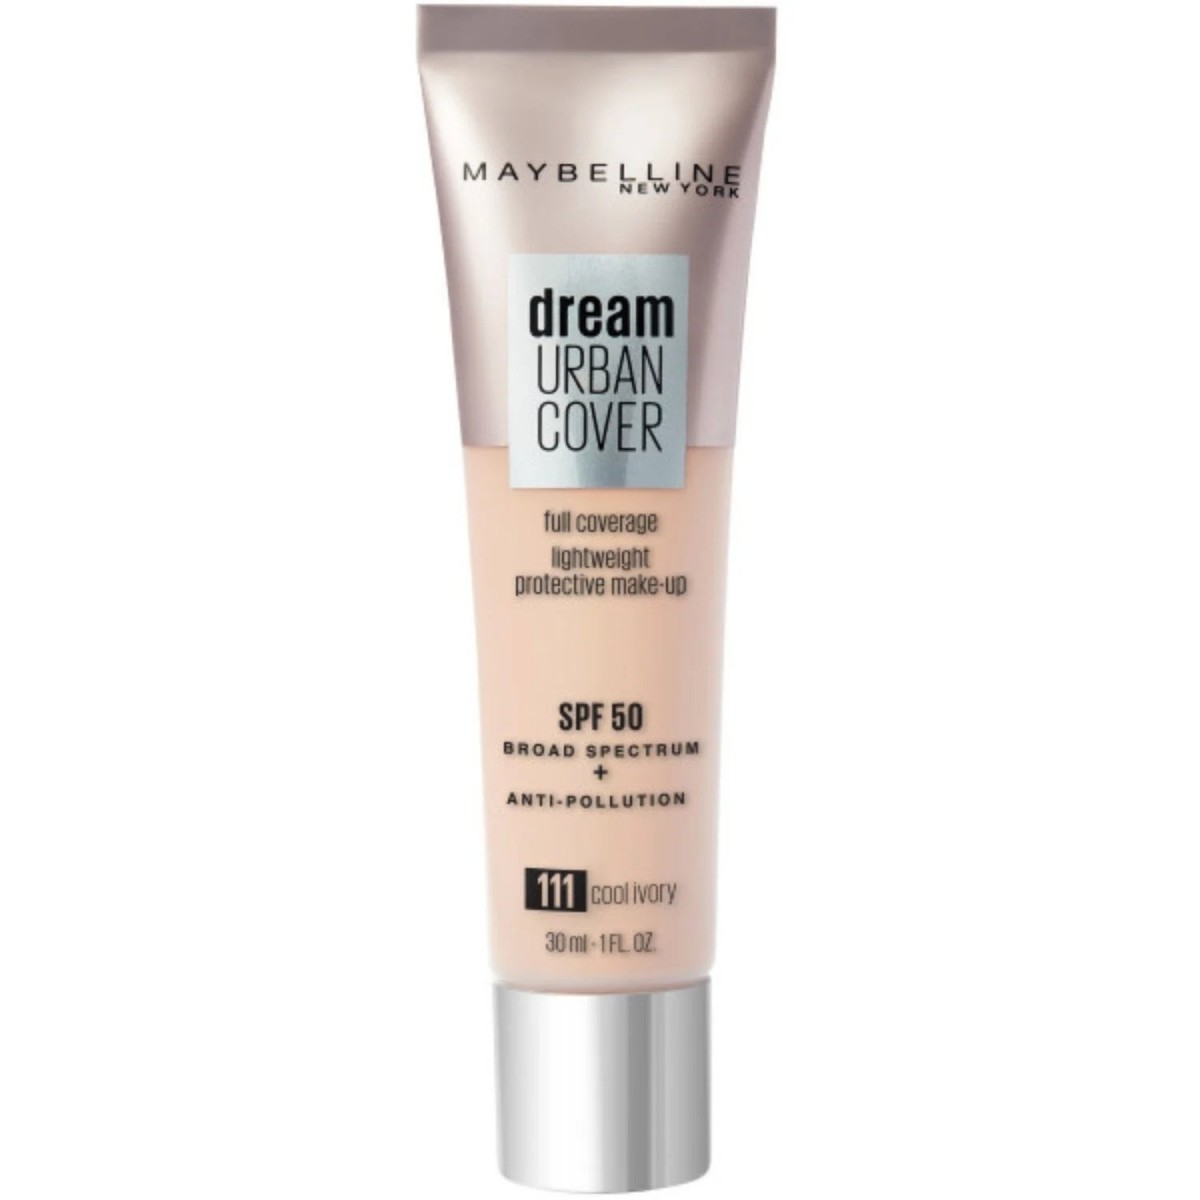 MAYBELLINE
NEW YORK
dream
URBAN
COVER
full coverage
lightweight
protective make-up
SPF 50
BROAD SPECTRUM
+
ANTI-POLLUTION
111 cool ivory
30 ml · 1 FL. OZ.